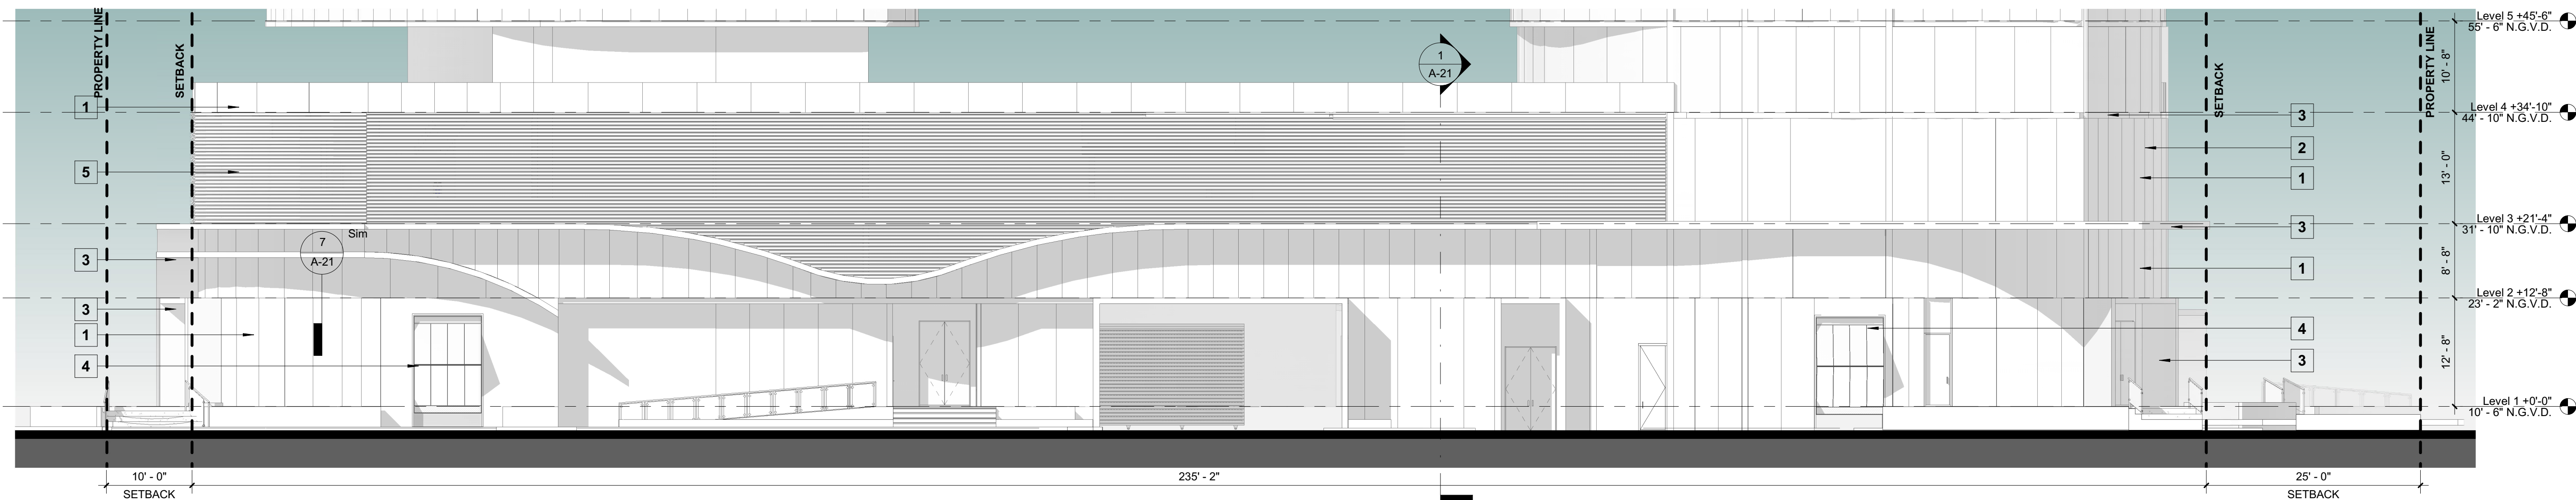 PROPERTY LINE
SETBACK
1
A-21
SETBACK
PROPERTY LINE
Level 5 +45'-6"
55' - 6" N.G.V.D.
10' - 8"
1
Level 4 +34'-10"
44' - 10" N.G.V.D.
3
2
5
1
13' - 0"
Level 3 +21'-4"
31' - 10" N.G.V.D.
3
Sim
7
A-21
3
1
8' - 8"
Level 2 +12'-8"
23' - 2" N.G.V.D.
3
1
4
4
3
12' - 8"
Level 1 +0'-0"
10' - 6" N.G.V.D.
10' - 0"
SETBACK
235' - 2"
25' - 0"
SETBACK